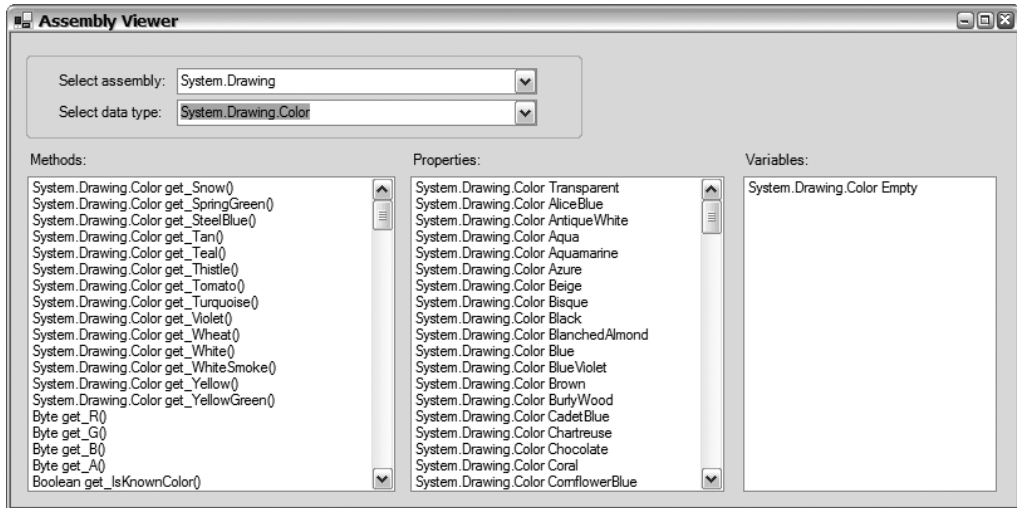 Assembly Viewer
Select assembly: System.Drawing
Select data type: System.Drawing.Color
Methods:
System.Drawing.Color get_Snow()
System.Drawing.Color get_SpringGreen()
System.Drawing.Color get_SteelBlue()
System.Drawing.Color get_Tan()
System.Drawing.Color get_Teal()
System.Drawing.Color get_Thistle()
System.Drawing.Color get_Tomato()
System.Drawing.Color get_Turquoise()
System.Drawing.Color get_Violet()
System.Drawing.Color get_Wheat()
System.Drawing.Color get_White()
System.Drawing.Color get_WhiteSmoke()
System.Drawing.Color get_Yellow()
System.Drawing.Color get_YellowGreen()
Byte get_R()
Byte get_G()
Byte get_B()
Byte get_A()
Boolean get_IsKnownColor()
Properties:
System.Drawing.Color Transparent
System.Drawing.Color AliceBlue
System.Drawing.Color AntiqueWhite
System.Drawing.Color Aqua
System.Drawing.Color Aquamarine
System.Drawing.Color Azure
System.Drawing.Color Beige
System.Drawing.Color Bisque
System.Drawing.Color Black
System.Drawing.Color BlanchedAlmond
System.Drawing.Color Blue
System.Drawing.Color BlueViolet
System.Drawing.Color Brown
System.Drawing.Color BurlyWood
System.Drawing.Color CadetBlue
System.Drawing.Color Chartreuse
System.Drawing.Color Chocolate
System.Drawing.Color Coral
System.Drawing.Color CornflowerBlue
Variables:
System.Drawing.Color Empty